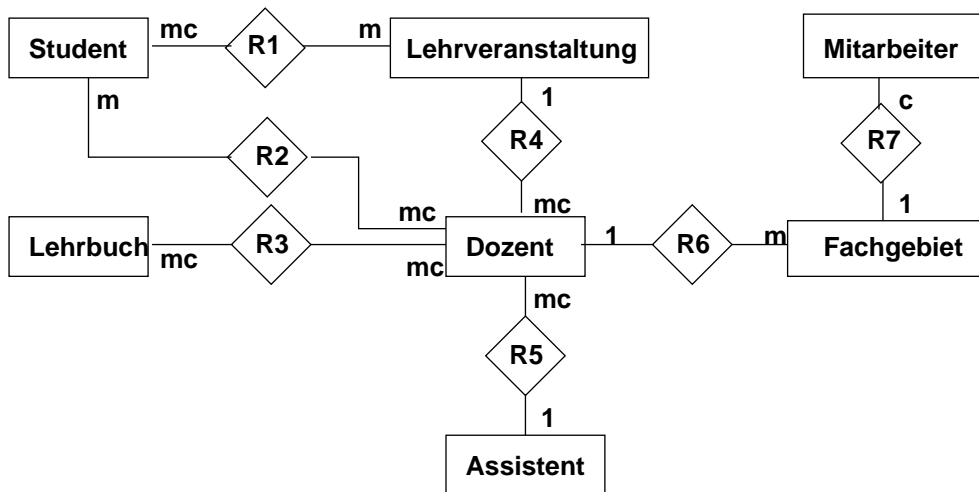 Student mc R1 m Lehrveranstaltung Mitarbeiter
m 1 c
R4 R7
R2
mc mc 1
Lehrbuch mc R3 mc Dozent 1 R6 m Fachgebiet
mc
R5
1
Assistent